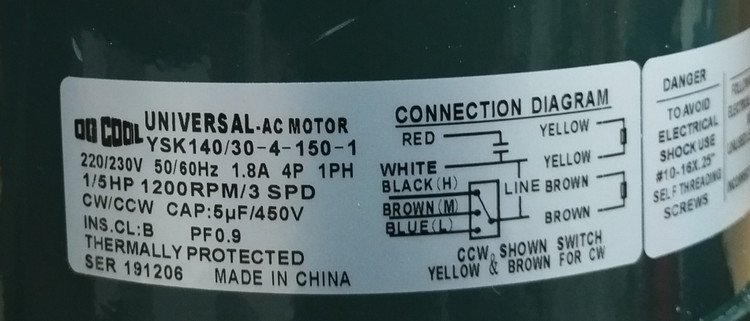 COOL UNIVERSAL-AC MOTOR
YSK140/30-4-150-1
220/230V 50/60Hz 1.8A 4P 1PH
1/5HP 1200RPM/3 SPD
CW/CCW CAP:5µF/450V
INS.CL:B PF0.9
THERMALLY PROTECTED
SER 191206 MADE IN CHINA
CONNECTION DIAGRAM
RED
YELLOW
YELLOW
WHITE
BLACK(H)
LINE
BROWN
BROWN(M)
BROWN
BLUE(L)
CCW SHOWN SWITCH
YELLOW & BROWN FOR CW
DANGER
TO AVOID
ELECTRICAL
SHOCK USE
#10-16X.25"
SELF THREADING
SCREWS